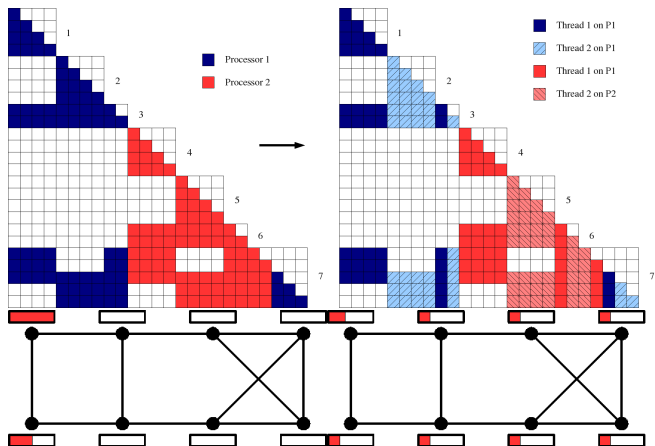 1
2
3
4
5
6
7
Processor 1
Processor 2
1
2
3
4
5
6
7
Thread 1 on P1
Thread 2 on P1
Thread 1 on P1
Thread 2 on P2